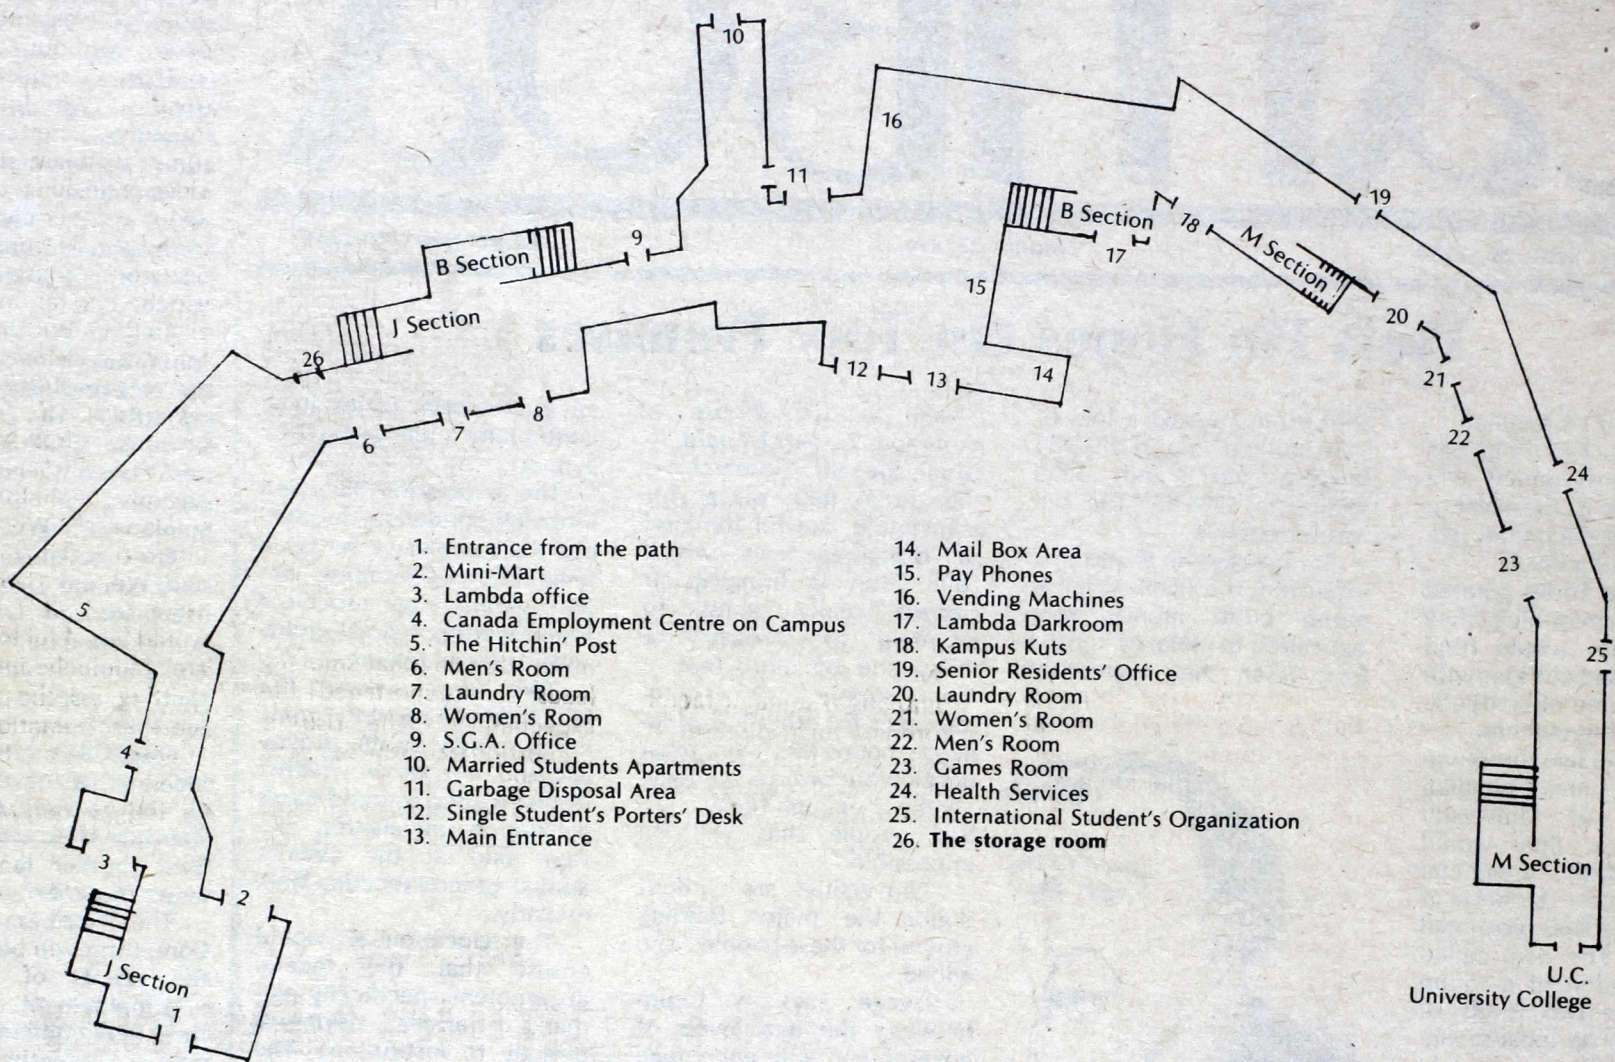 10
16
11
19
B Section
18
17
M Section
9
B Section
15
20
J Section
26
12
13
14
21
8
7
6
22
24
23
5
25
4
3
2
J Section
1
M Section
U.C.
University College
1. Entrance from the path
2. Mini-Mart
3. Lambda office
4. Canada Employment Centre on Campus
5. The Hitchin' Post
6. Men's Room
7. Laundry Room
8. Women's Room
9. S.G.A. Office
10. Married Students Apartments
11. Garbage Disposal Area
12. Single Student's Porters' Desk
13. Main Entrance
14. Mail Box Area
15. Pay Phones
16. Vending Machines
17. Lambda Darkroom
18. Kampus Kuts
19. Senior Residents' Office
20. Laundry Room
21. Women's Room
22. Men's Room
23. Games Room
24. Health Services
25. International Student's Organization
26. The storage room